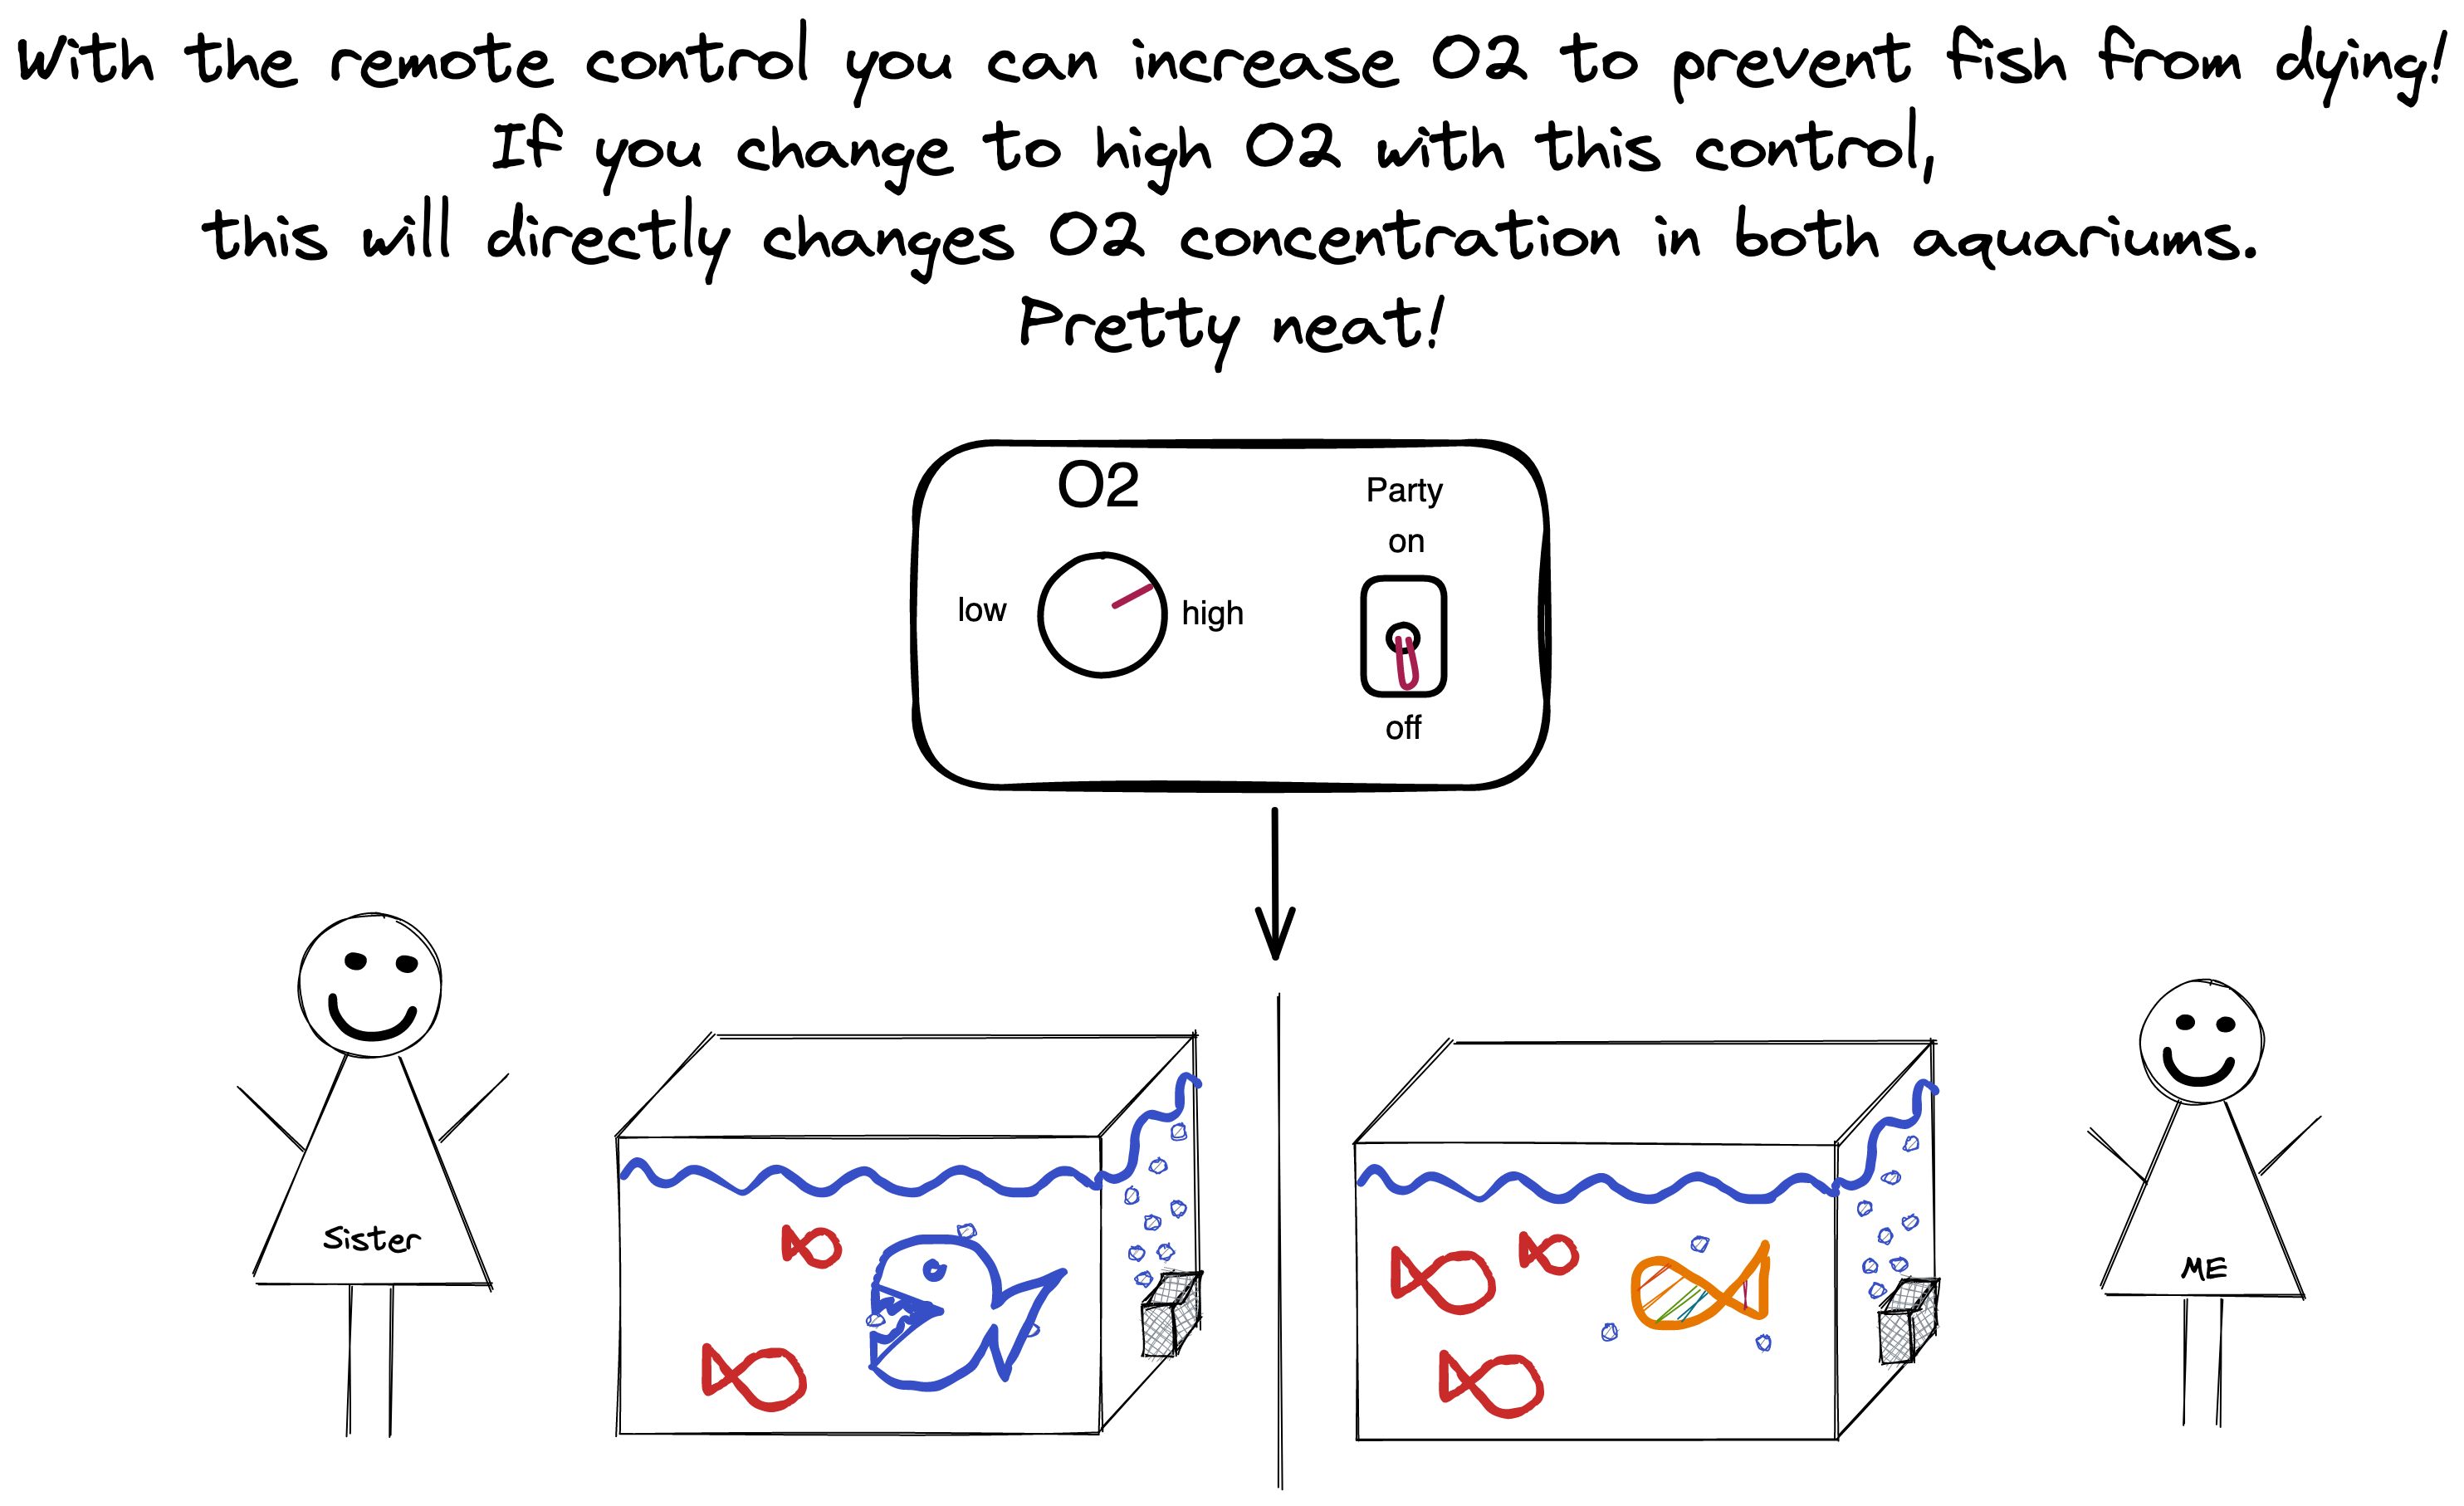 With the remote control you can increase O2 to prevent fish from dying!
If you change to high O2 with this control,
this will directly changes O2 concentration in both aquariums.
Pretty neat!
O2
Party
on
low
high
off
Sister
ME